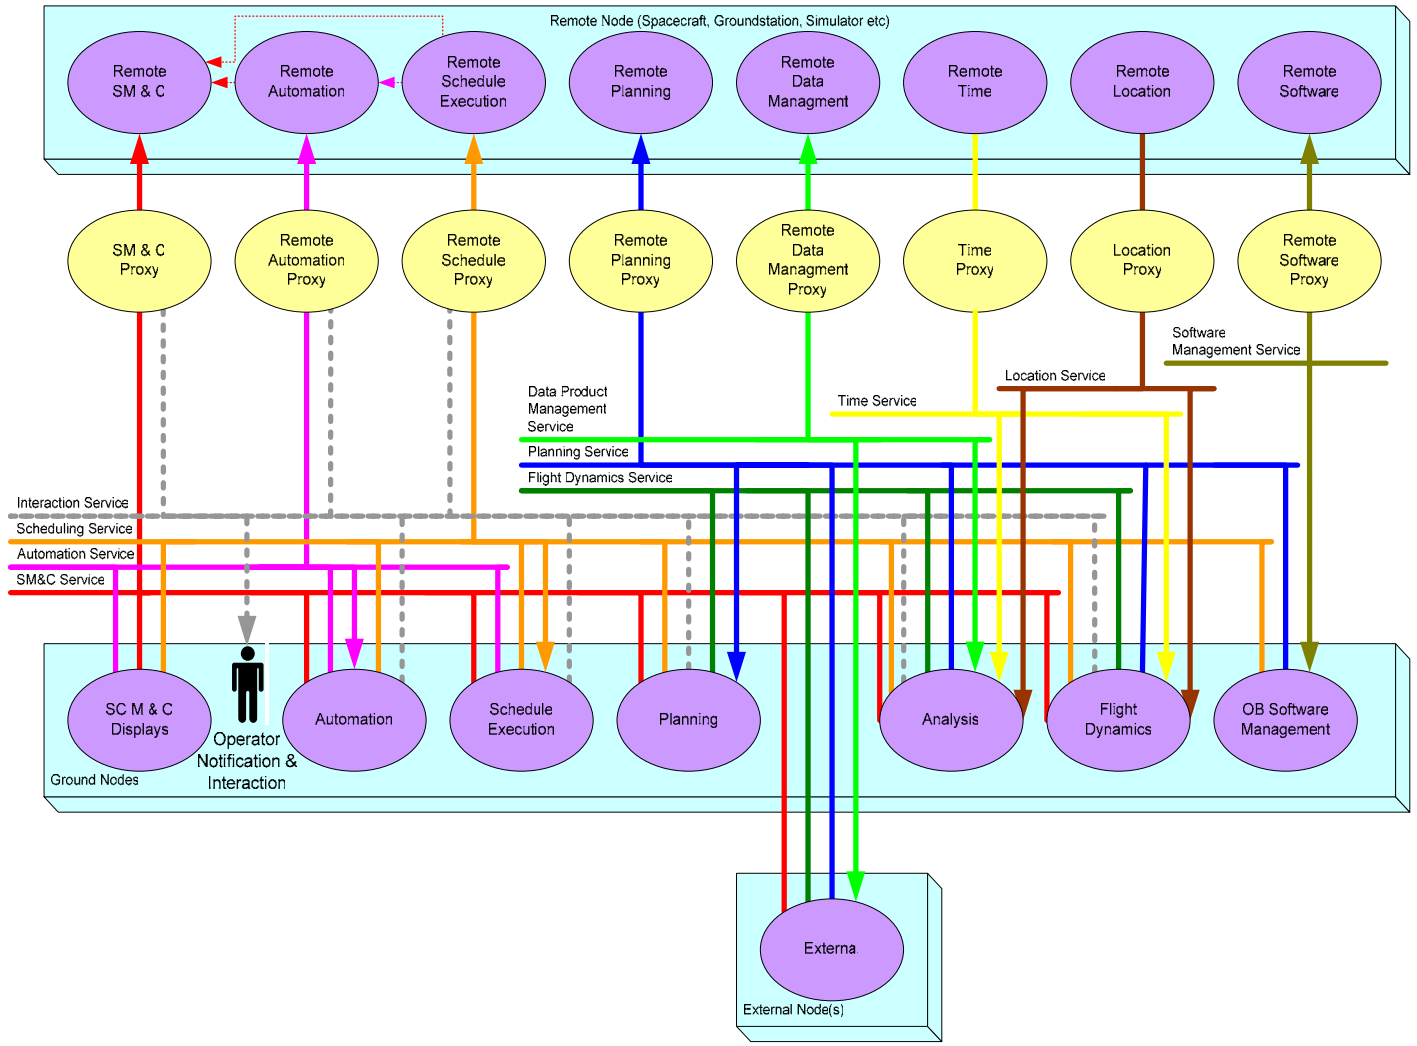 Remote Node (Spacecraft, Groundstation, Simulator etc)
Remote
SM & C
Remote
Automation
Remote
Schedule
Execution
Remote
Planning
Remote
Data
Managment
Remote
Time
Remote
Location
Remote
Software
SM & C
Proxy
Remote
Automation
Proxy
Remote
Schedule
Proxy
Remote
Planning
Proxy
Remote
Data
Managment
Proxy
Time
Proxy
Location
Proxy
Remote
Software
Proxy
Software
Management Service
Location Service
Time Service
Data Product
Management
Service
Planning Service
Flight Dynamics Service
Interaction Service
Scheduling Service
Automation Service
SM&C Service
SC M & C
Displays
Operator
Notification &
Interaction
Automation
Schedule
Execution
Planning
Analysis
Flight
Dynamics
OB Software
Management
Ground Nodes
Externa
External Node(s)